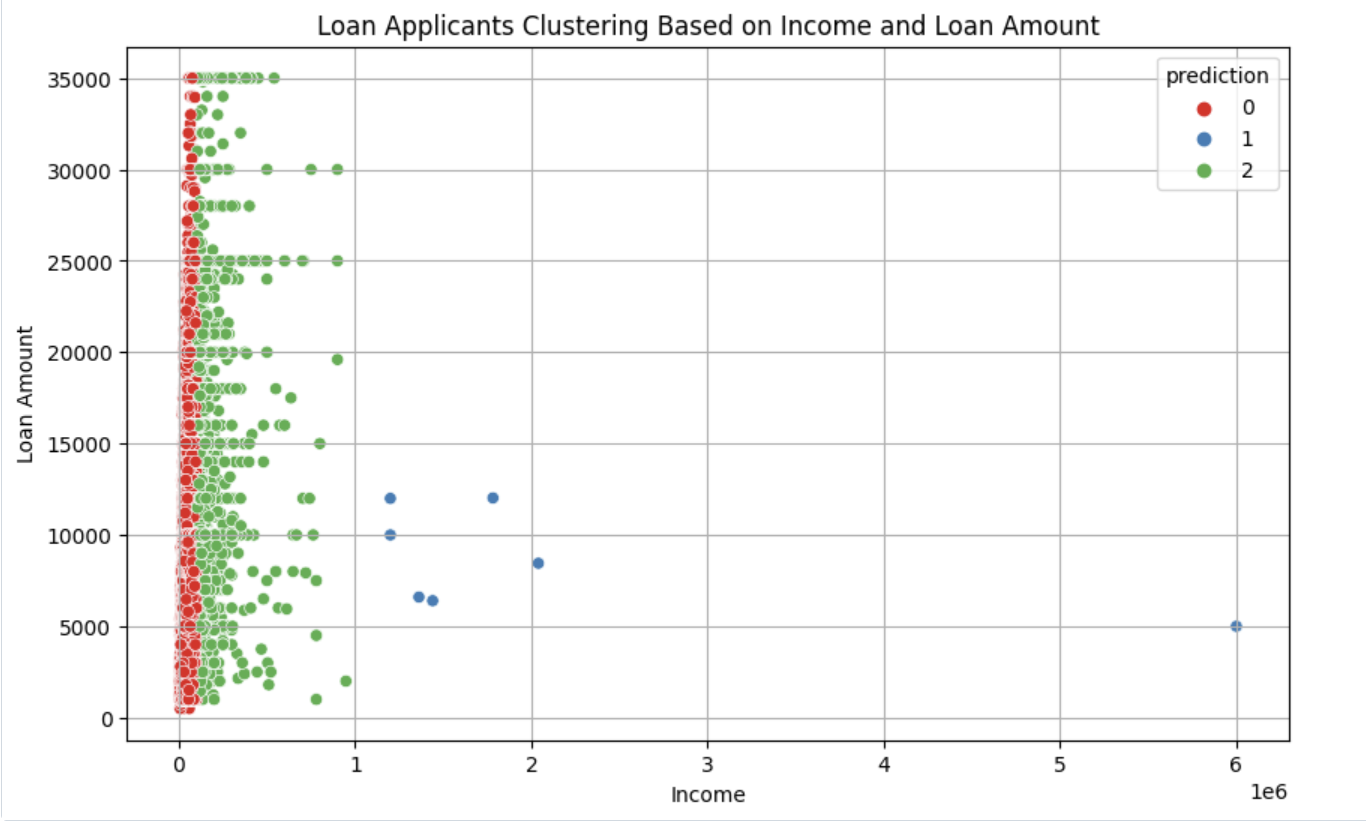 Loan Applicants Clustering Based on Income and Loan Amount
prediction
0
1
2
Loan Amount
35000
30000
25000
20000
15000
10000
5000
0
0 1 2 3 4 5 6
1e6
Income